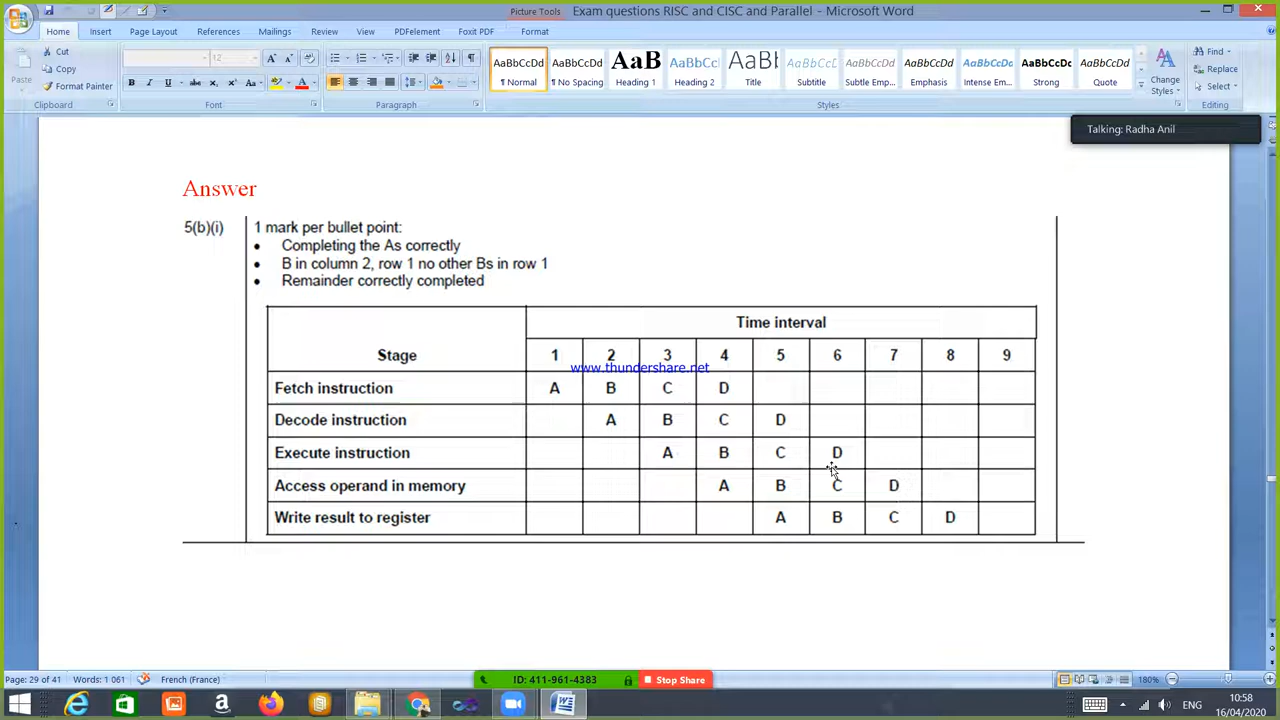 Picture Tools
Exam questions RISC and CISC and Parallel - Microsoft Word
Home Insert Page Layout References Mailings Review View PDFelement Foxit PDF Format
Paste
Cut
Copy
Format Painter
Clipboard
12
Font
Paragraph
AaBbCcDd AaBbCcDd AaB AaBbCc AaB AaBbCcDd AaBbCcDd AaBbCcDd AaBbCcDd AaBbCcDd AaBbCcDd
¶ Normal ¶ No Spacing Heading 1 Heading 2 Title Subtitle Subtle Emp... Emphasis Intense Em... Strong Quote
Styles
Change Styles
Find
Replace
Select
Editing
Talking: Radha Anil
Answer
5(b)(i) 1 mark per bullet point:
• Completing the As correctly
• B in column 2, row 1 no other Bs in row 1
• Remainder correctly completed
Time interval
Stage 1 2 3 4 5 6 7 8 9
www.thundershare.net
Fetch instruction A B C D
Decode instruction A B C D
Execute instruction A B C D
Access operand in memory A B C D
Write result to register A B C D
Page: 29 of 41 Words: 1 061 French (France)
ID: 411-961-4383 Stop Share
180%
ENG
10:58
16/04/2020